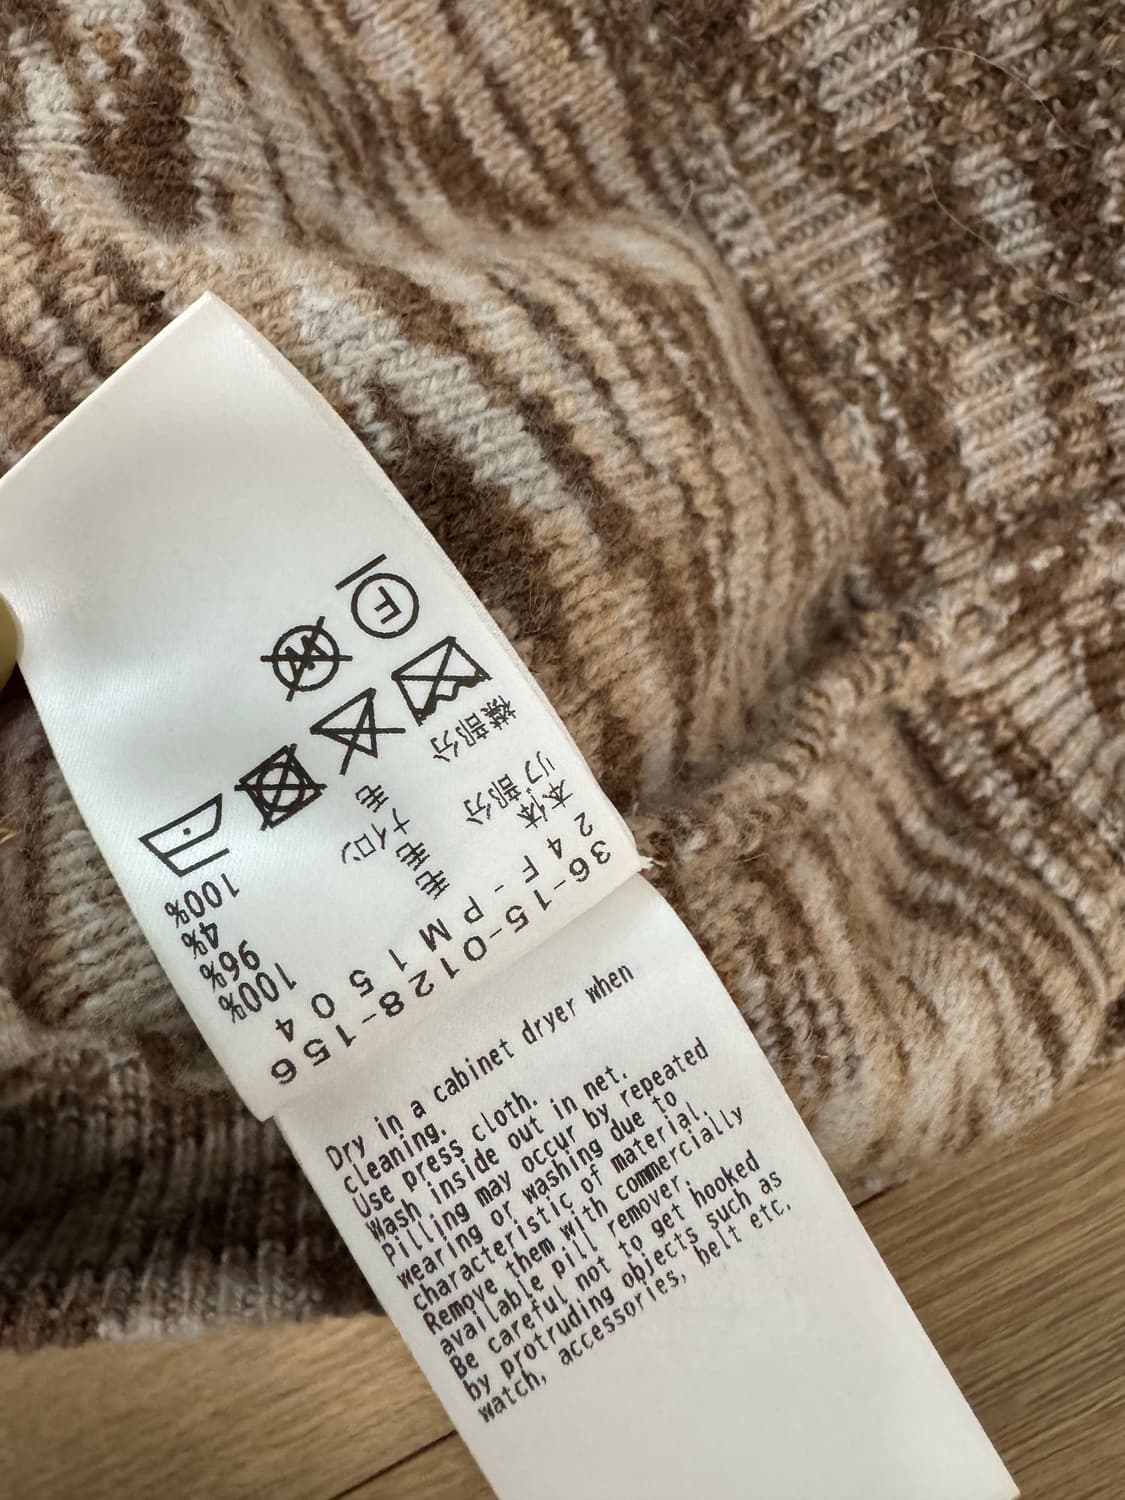 36-15-0128-156
24F-PM1504
本体 毛 100%
リブ部分 毛 96%
ナイロン 4%
襟部分 毛 100%
F
W
Dry in a cabinet dryer when
cleaning.
Use press cloth.
Wash inside out in net.
Pilling may occur by repeated
wearing or washing due to
characteristic of material.
Remove them with commercially
available pill remover.
Be careful not to get hooked
by protruding objects such as
watch, accessories, belt etc.